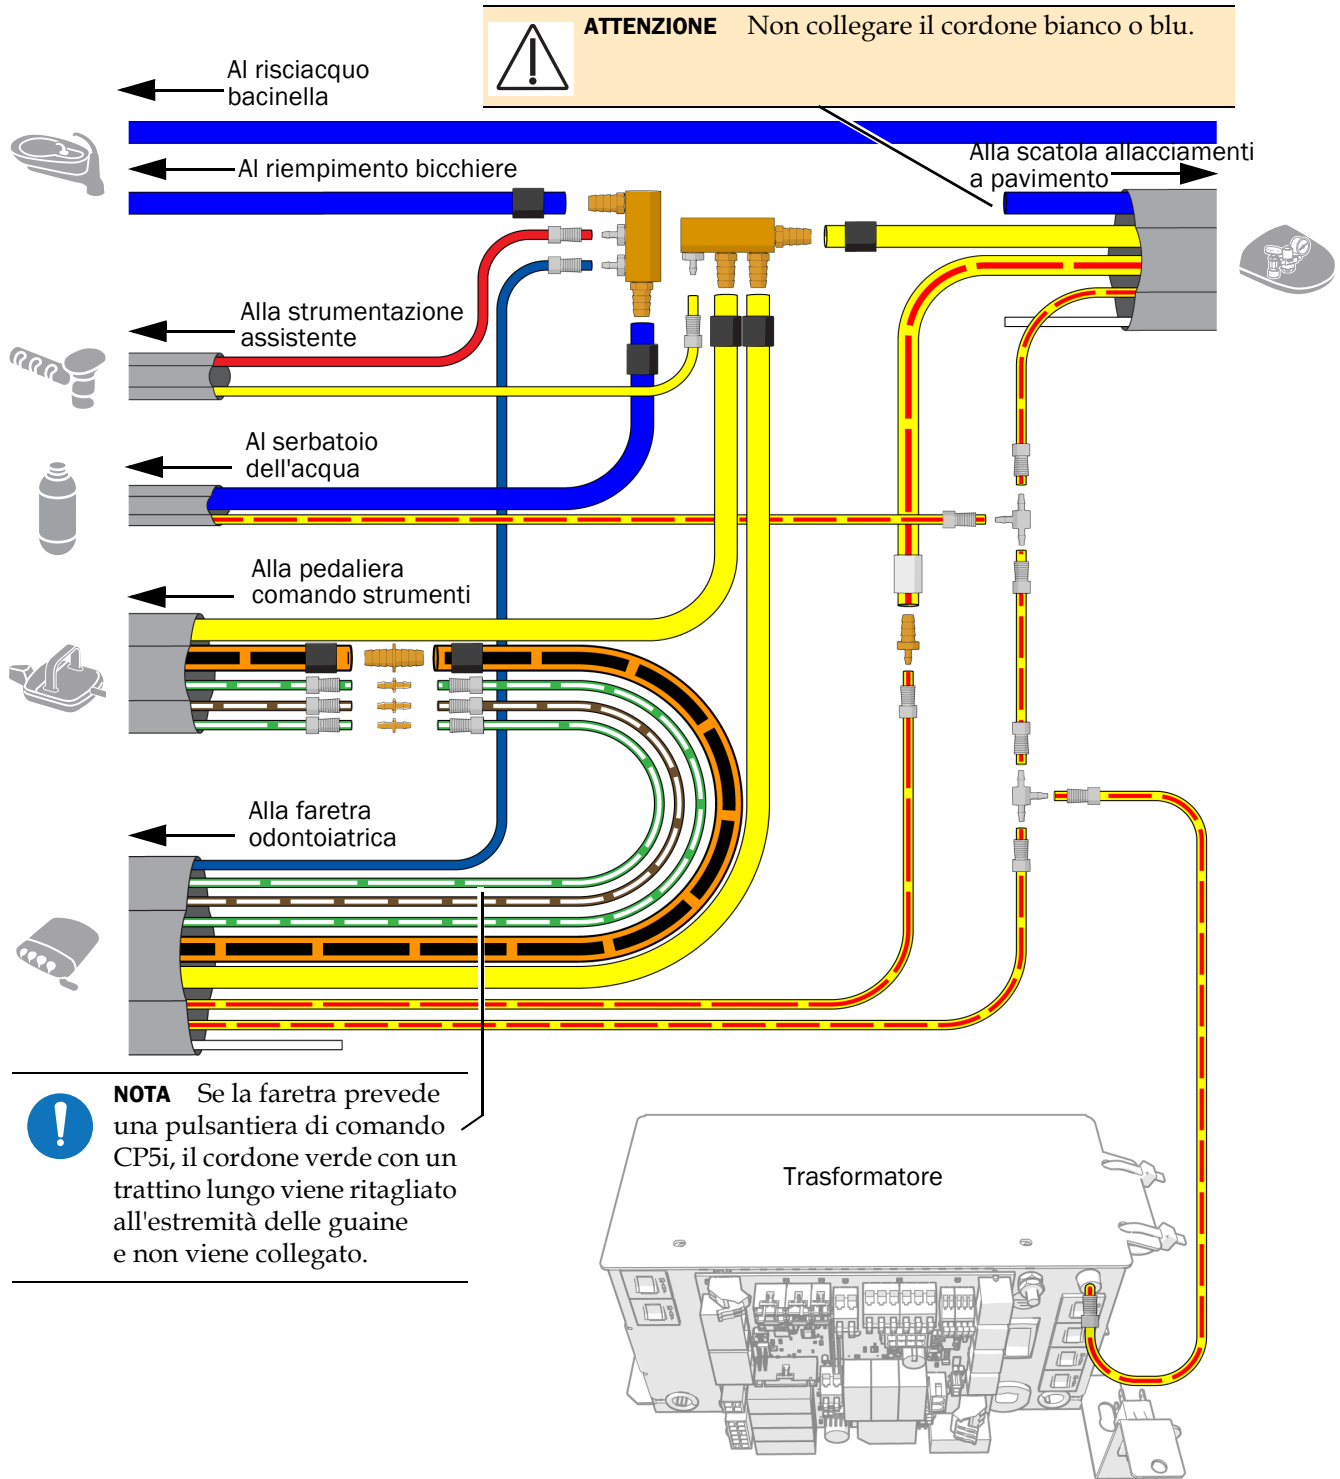 ATTENZIONE Non collegare il cordone bianco o blu.
Al risciacquo
bacinella
Alla scatola allacciamenti
a pavimento
Al riempimento bicchiere
Alla strumentazione
assistente
Al serbatoio
dell'acqua
Alla pedaliera
comando strumenti
Alla faretra
odontoiatrica
NOTA Se la faretra prevede
una pulsantiera di comando
CP5i, il cordone verde con un
trattino lungo viene ritagliato
all'estremità delle guaine
e non viene collegato.
Trasformatore